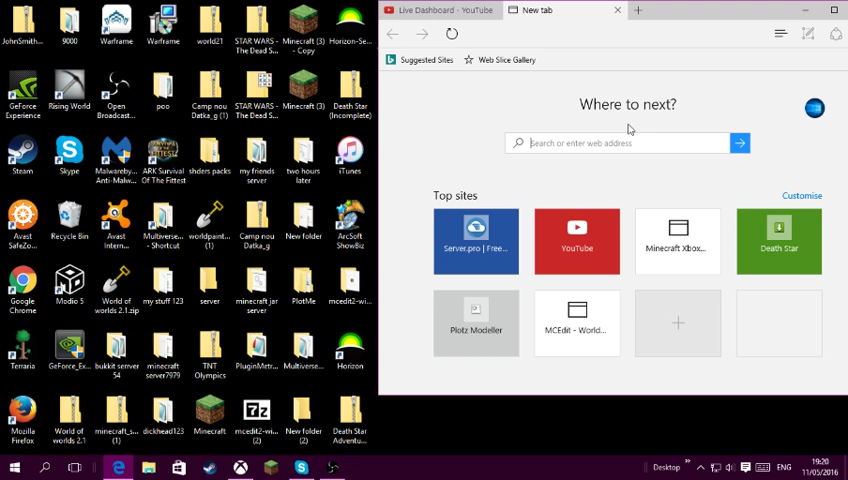 JohnSmith...
9000
Warframe
Warframe
world21
STAR WARS
- The Dead S...
Minecraft (3)
- Copy
Horizon-Se...
GeForce
Experience
Rising World
Open
Broadcast...
poo
Camp nou
Datka_g (1)
STAR WARS
- The Dead S...
Minecraft (3)
Death Star
(Incomplete)
Steam
Skype
Malwareby...
Anti-Malw...
ARK Survival
Of The Fittest
shders packs
my friends
server
two hours
later
iTunes
Avast
SafeZo...
Recycle Bin
Avast
Intern...
Multiverse...
- Shortcut
worldpaint...
(1)
Camp nou
Datka_g
New folder
ArcSoft
ShowBiz
Google
Chrome
Modio 5
World of
worlds 2.1.zip
my stuff 123
server
minecraft jar
server
PlotMe
mcedit2-wi...
Terraria
GeForce_Ex...
bukkit serrver
54
minecraft
server7979
TNT
Olympics
PluginMetr...
Multiverse...
Horizon
Mozilla
Firefox
World of
worlds 2.1
minecraft_s...
(1)
dickhead123
Minecraft
mcedit2-wi...
(2)
New folder
(2)
Death Star
Adventu...
Live Dashboard - YouTube
New tab
Suggested Sites
Web Slice Gallery
Where to next?
Search or enter web address
Top sites
Customise
Server.pro | Free...
YouTube
Minecraft Xbox...
Death Star
Plotz Modeller
MCEdit - World...
Desktop
ENG
19:20
11/05/2016